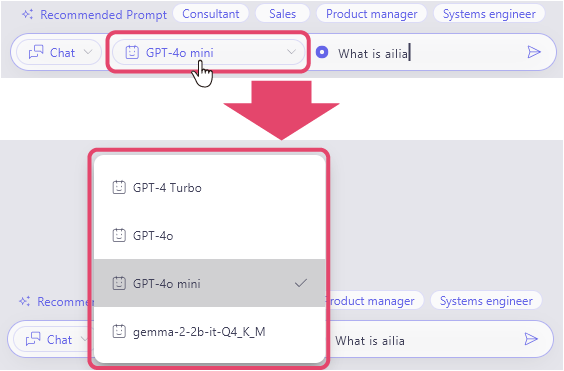 Recommended Prompt Consultant Sales Product manager Systems engineer
Chat GPT-4o mini What is ailia
GPT-4 Turbo
GPT-4o
GPT-4o mini
Recomme roduct manager Systems engineer
gemma-2-2b-it-Q4_K_M
Chat What is ailia